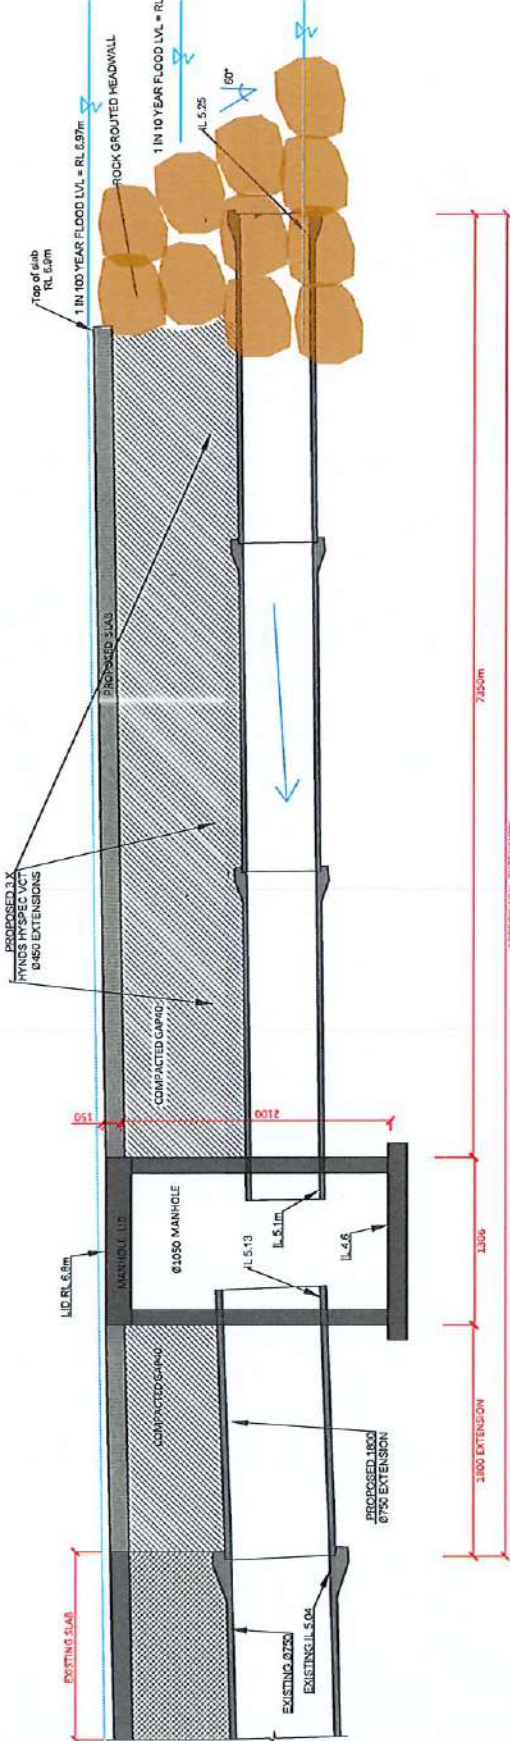 EXISTING SLAB
EXISTING Ø750
EXISTING IL 5.04
COMPACTED GAP40
PROPOSED 1800
Ø750 EXTENSION
1800 EXTENSION
LID RL 6.8m
MANHOLE LID
Ø1050 MANHOLE
IL 5.13
IL 5.1m
IL 4.6
1306
150
2100
PROPOSED 3 X
HYNDS HYSPEC VCT
Ø450 EXTENSIONS
COMPACTED GAP40
PROPOSED SLAB
7350m
Top of slab
RL 6.9m
1 IN 100 YEAR FLOOD LVL = RL 6.97m
ROCK GROUTED HEADWALL
1 IN 10 YEAR FLOOD LVL = RL
60°
IL 5.25